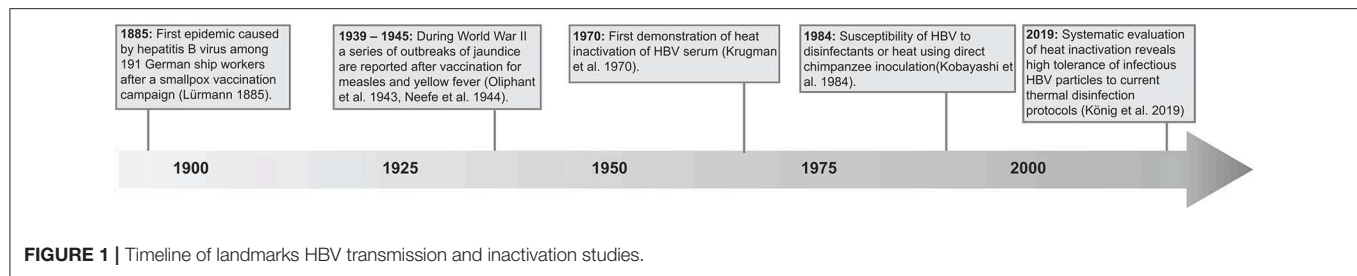 1885: First epidemic caused
by hepatitis B virus among
191 German ship workers
after a smallpox vaccination
campaign (Lürmann 1885).
1939 – 1945: During World War II
a series of outbreaks of jaundice
are reported after vaccination for
measles and yellow fever (Oliphant
et al. 1943, Neefe et al. 1944).
1970: First demonstration of heat
inactivation of HBV serum (Krugman
et al. 1970).
1984: Susceptibility of HBV to
disinfectants or heat using direct
chimpanzee inoculation(Kobayashi et
al. 1984).
2019: Systematic evaluation
of heat inactivation reveals
high tolerance of infectious
HBV particles to current
thermal disinfection
protocols (König et al. 2019)
1900 1925 1950 1975 2000
FIGURE 1 | Timeline of landmarks HBV transmission and inactivation studies.